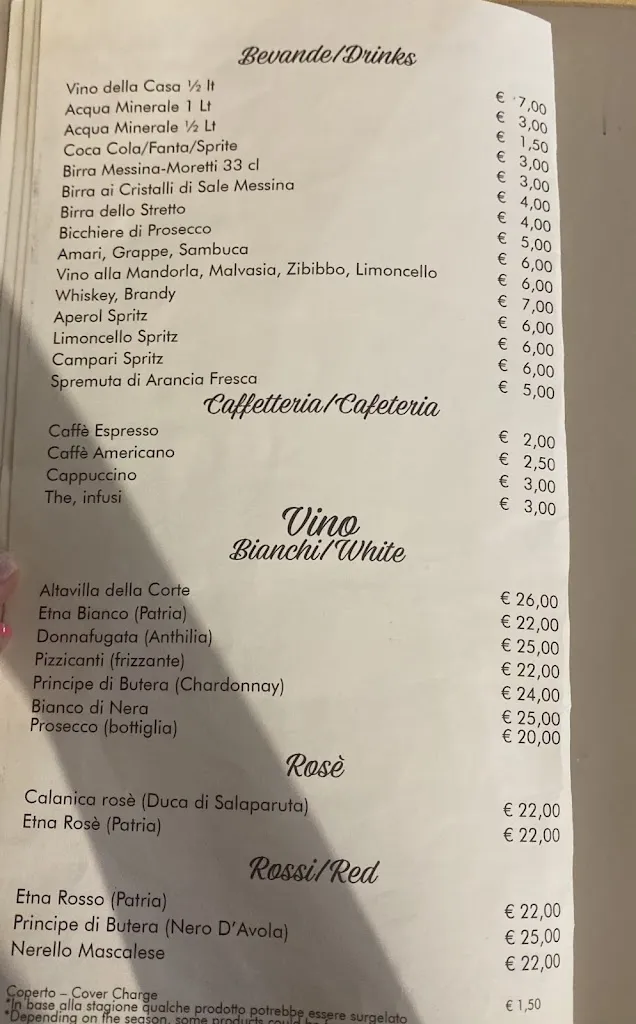 Bevande/Drinks
Vino della Casa ½ lt € 7,00
Acqua Minerale 1 Lt € 3,00
Acqua Minerale ½ Lt € 1,50
Coca Cola/Fanta/Sprite € 3,00
Birra Messina-Moretti 33 cl € 3,00
Birra ai Cristalli di Sale Messina € 4,00
Birra dello Stretto € 4,00
Bicchiere di Prosecco € 5,00
Amari, Grappe, Sambuca € 6,00
Vino alla Mandorla, Malvasia, Zibibbo, Limoncello € 6,00
Whiskey, Brandy € 7,00
Aperol Spritz € 6,00
Limoncello Spritz € 6,00
Campari Spritz € 6,00
Spremuta di Arancia Fresca € 5,00
Caffetteria/Cafeteria
Caffè Espresso € 2,00
Caffè Americano € 2,50
Cappuccino € 3,00
The, infusi € 3,00
Vino
Bianchi/White
Altavilla della Corte € 26,00
Etna Bianco (Patria) € 22,00
Donnafugata (Anthilia) € 25,00
Pizzicanti (frizzante) € 22,00
Principe di Butera (Chardonnay) € 24,00
Bianco di Nera € 25,00
Prosecco (bottiglia) € 20,00
Rosè
Calanica rosè (Duca di Salaparuta) € 22,00
Etna Rosè (Patria) € 22,00
Rossi/Red
Etna Rosso (Patria) € 22,00
Principe di Butera (Nero D'Avola) € 25,00
Nerello Mascalese € 22,00
Coperto – Cover Charge € 1,50
*In base alla stagione qualche prodotto potrebbe essere surgelato
*Depending on the season, some products could be